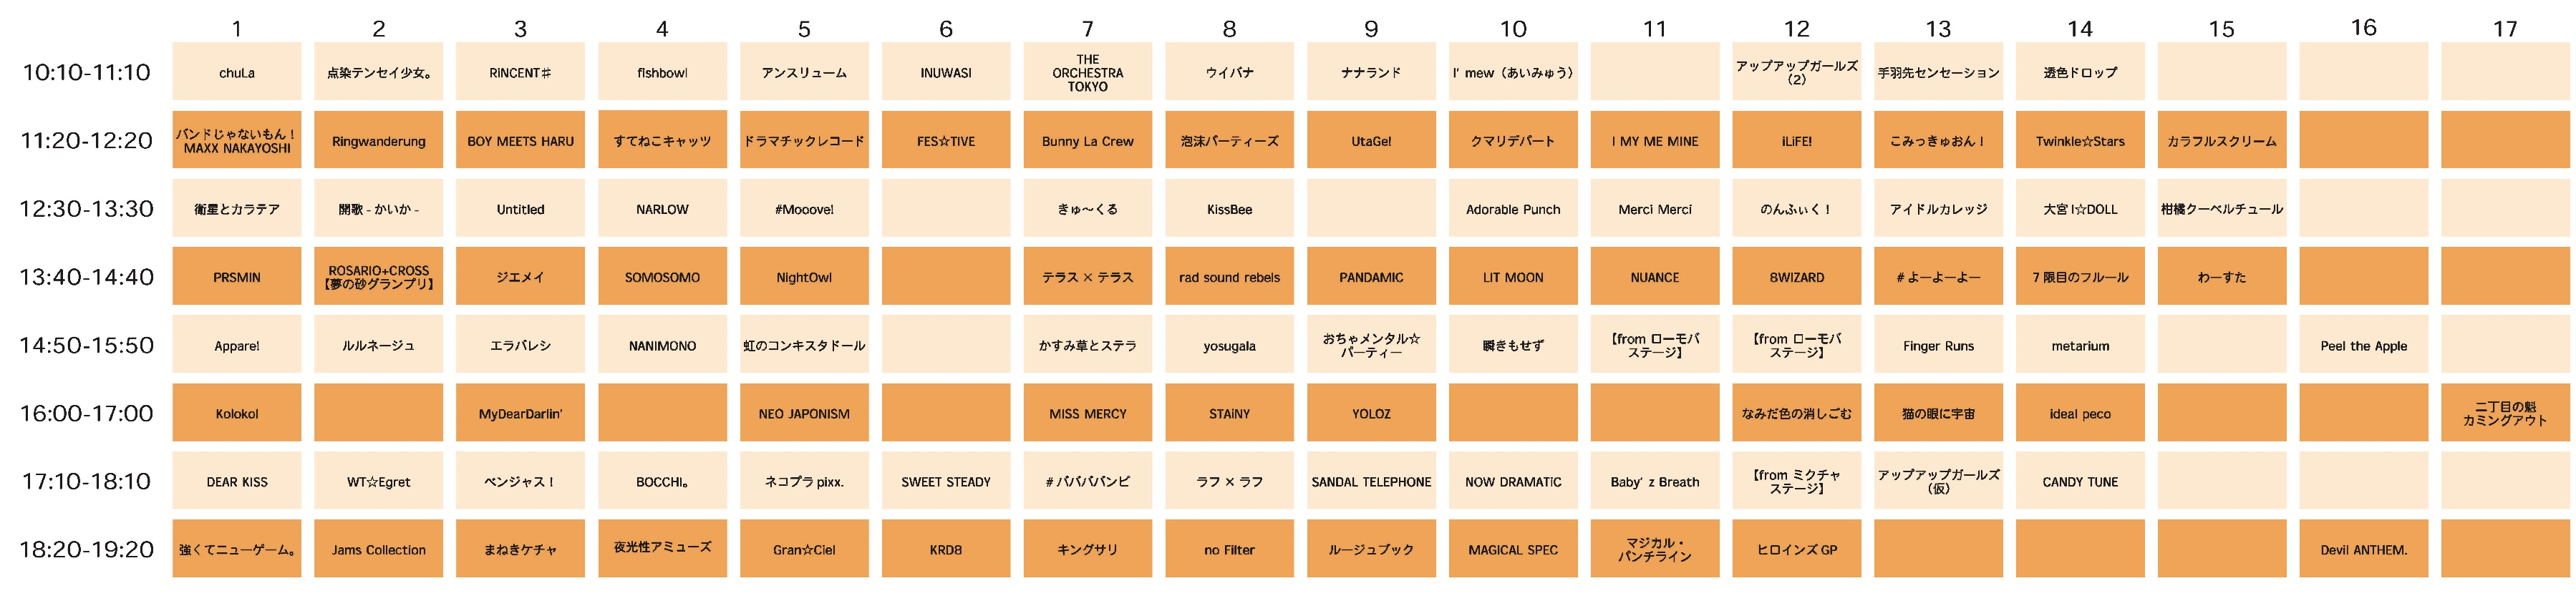 1 2 3 4 5 6 7 8 9 10 11 12 13 14 15 16 17
10:10-11:10
chuLa
点染テンセイ少女。
RiNCENT♯
fishbowl
アンスリューム
INUWASI
THE
ORCHESTRA
TOKYO
ウイバナ
ナナランド
I' mew（あいみゅう）
アップアップガールズ
（2）
手羽先センセーション
透色ドロップ
11:20-12:20
バンドじゃないもん！
MAXX NAKAYOSHI
Ringwanderung
BOY MEETS HARU
すてねこキャッツ
ドラマチックレコード
FES☆TIVE
Bunny La Crew
泡沫パーティーズ
UtaGe!
クマリデパート
I MY ME MINE
iLiFE!
こみっきゅおん！
Twinkle☆Stars
カラフルスクリーム
12:30-13:30
衛星とカラテア
開歌 - かいか -
Untitled
NARLOW
#Mooove!
きゅ〜くる
KissBee
Adorable Punch
Merci Merci
のんふぃく！
アイドルカレッジ
大宮 I☆DOLL
柑橘クーベルチュール
13:40-14:40
PRSMIN
ROSARIO+CROSS
【夢の砂グランプリ】
ジエメイ
SOMOSOMO
NightOwl
テラス × テラス
rad sound rebels
PANDAMIC
LIT MOON
NUANCE
8WIZARD
# よーよーよー
7 限目のフルール
わーすた
14:50-15:50
Appare!
ルルネージュ
エラバレシ
NANIMONO
虹のコンキスタドール
かすみ草とステラ
yosugala
おちゃメンタル☆
パーティー
瞬きもせず
【from ローモバ
ステージ】
【from ローモバ
ステージ】
Finger Runs
metarium
Peel the Apple
16:00-17:00
Kolokol
MyDearDarlin'
NEO JAPONISM
MISS MERCY
STAiNY
YOLOZ
なみだ色の消しごむ
猫の眼に宇宙
ideal peco
二丁目の魁
カミングアウト
17:10-18:10
DEAR KISS
WT☆Egret
ベンジャス！
BOCCHI。
ネコプラ pixx.
SWEET STEADY
# ババババンビ
ラフ × ラフ
SANDAL TELEPHONE
NOW DRAMATiC
Baby' z Breath
【from ミクチャ
ステージ】
アップアップガールズ
（仮）
CANDY TUNE
18:20-19:20
強くてニューゲーム。
Jams Collection
まねきケチャ
夜光性アミューズ
Gran☆Ciel
KRD8
キングサリ
no Filter
ルージュブック
MAGICAL SPEC
マジカル・
パンチライン
ヒロインズ GP
Devil ANTHEM.